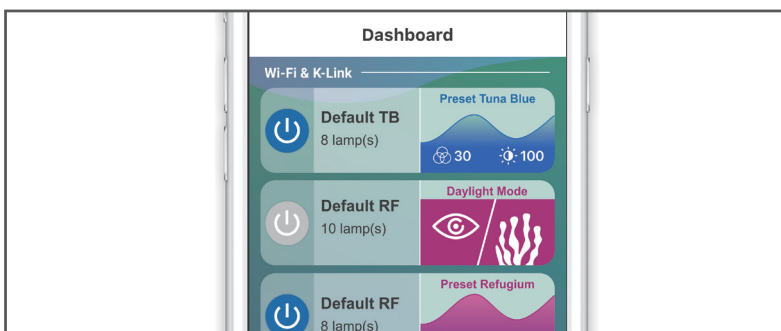 Dashboard
Wi-Fi & K-Link
Default TB
8 lamp(s)
Preset Tuna Blue
30
100
Default RF
10 lamp(s)
Daylight Mode
Default RF
8 lamp(s)
Preset Refugium